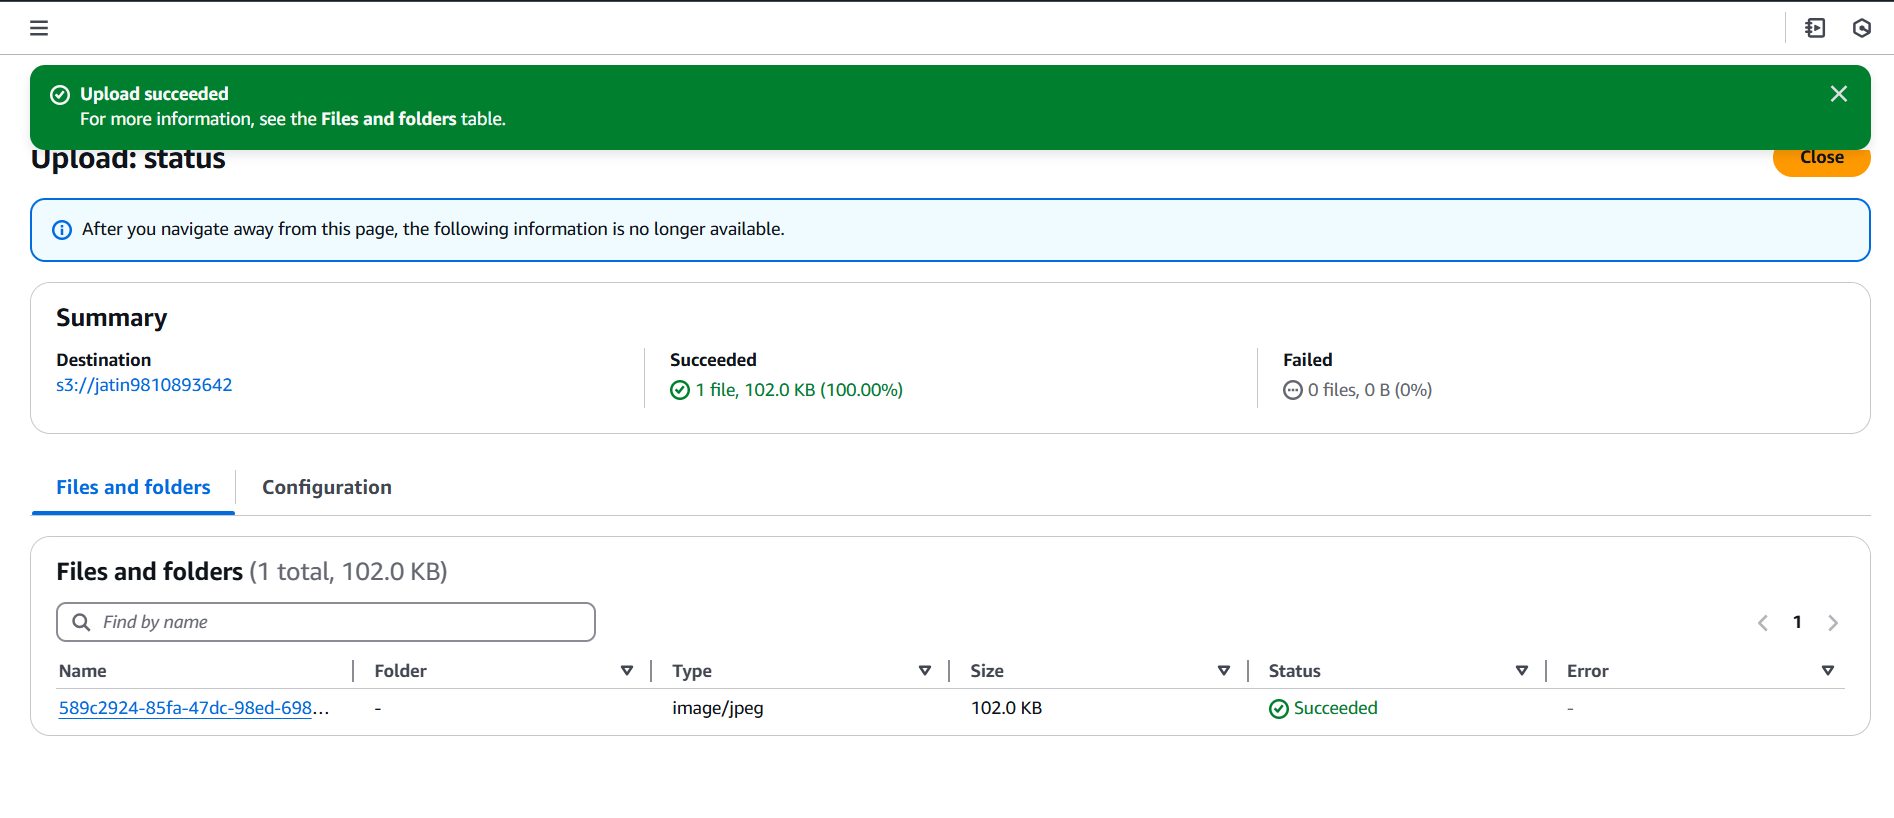 Upload succeeded
For more information, see the Files and folders table.
Upload: status
Close
After you navigate away from this page, the following information is no longer available.
Summary
Destination
s3://jatin9810893642
Succeeded
1 file, 102.0 KB (100.00%)
Failed
0 files, 0 B (0%)
Files and folders
Configuration
Files and folders (1 total, 102.0 KB)
Find by name
1
Name Folder Type Size Status Error
589c2924-85fa-47dc-98ed-698... - image/jpeg 102.0 KB Succeeded -